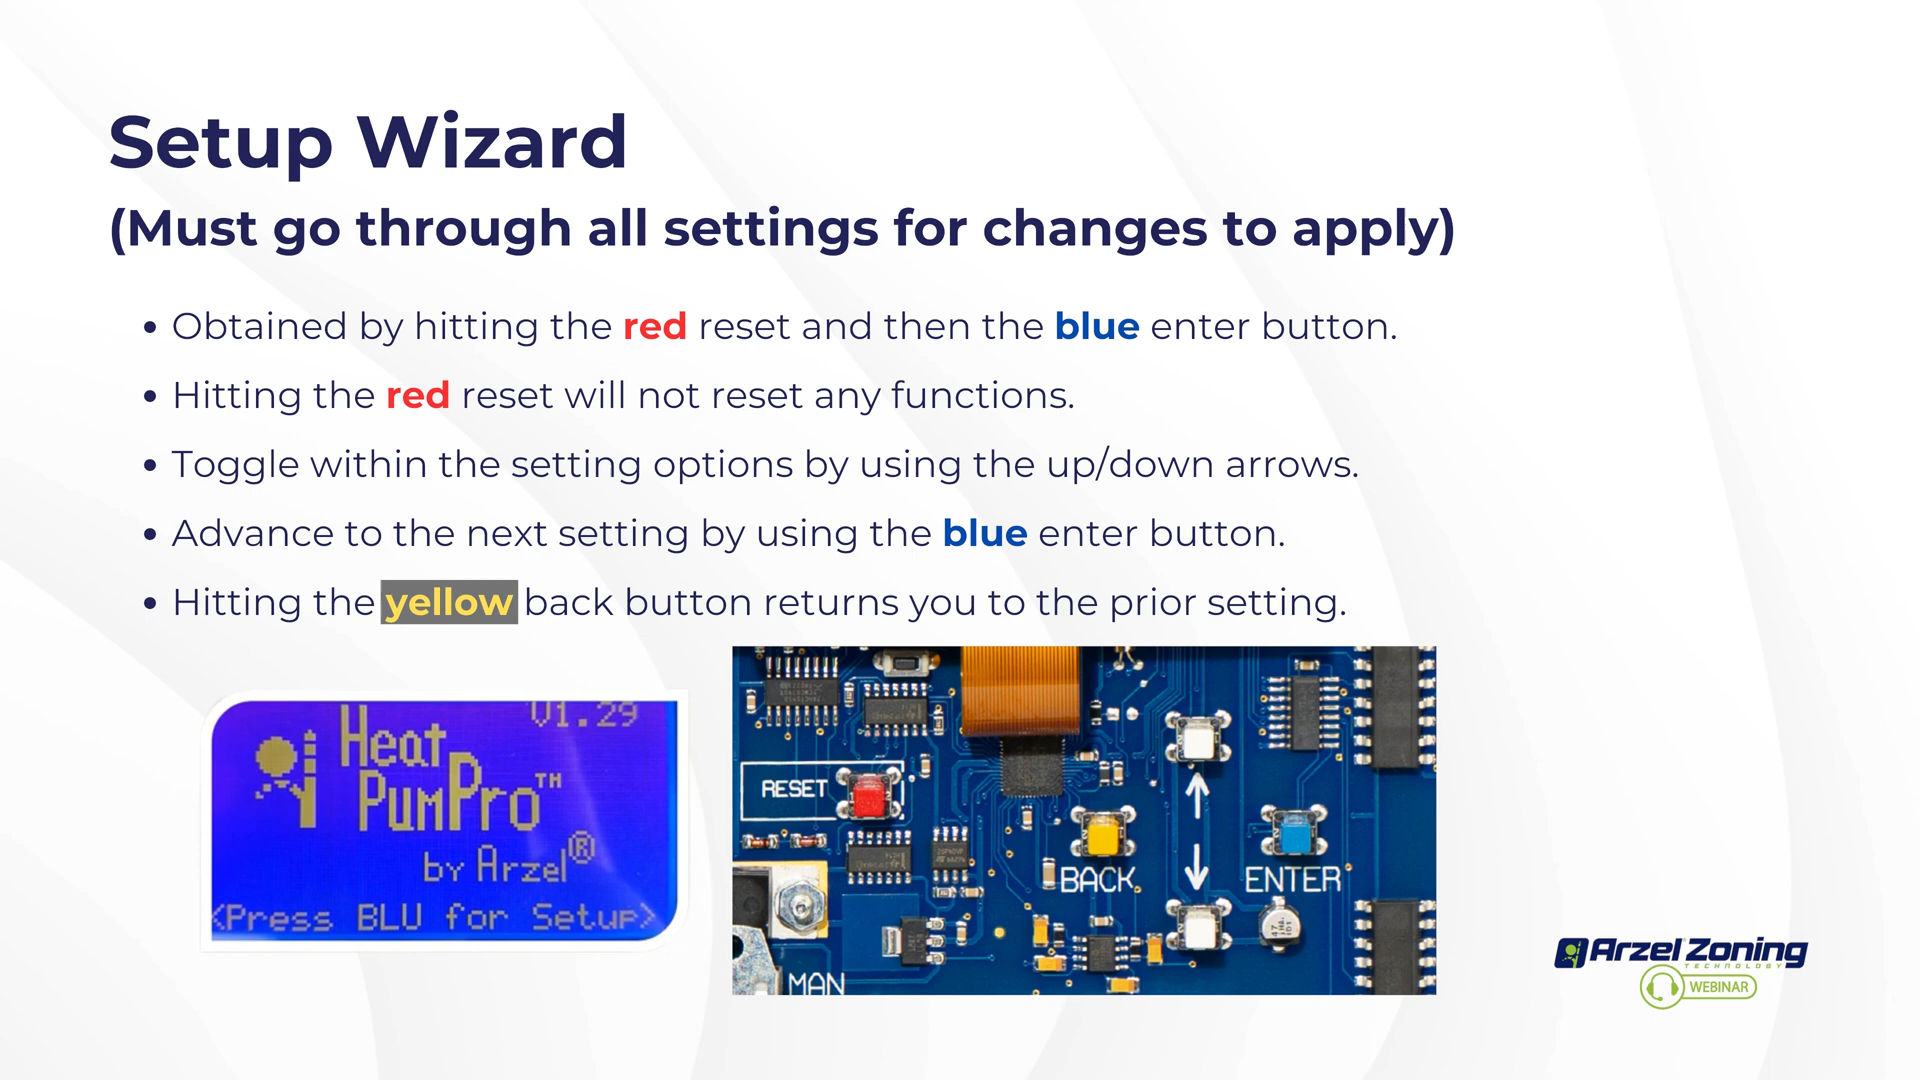 Setup Wizard
(Must go through all settings for changes to apply)
• Obtained by hitting the red reset and then the blue enter button.
• Hitting the red reset will not reset any functions.
• Toggle within the setting options by using the up/down arrows.
• Advance to the next setting by using the blue enter button.
• Hitting the yellow back button returns you to the prior setting.
V1.29
Heat
PumPro™
by Arzel®
<Press BLU for Setup>
RESET
BACK
ENTER
MAN
Arzel Zoning
TECHNOLOGY
WEBINAR